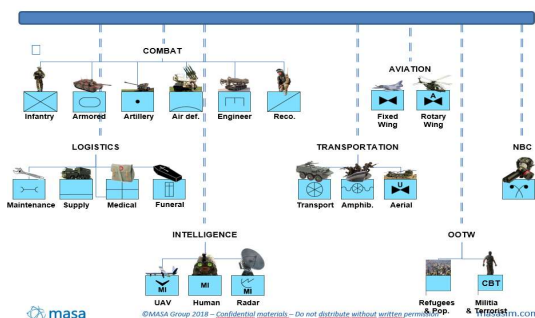 COMBAT
AVIATION
Infantry
Armored
Artillery
Air def.
Engineer
Reco.
A
Fixed
Wing
Rotary
Wing
LOGISTICS
TRANSPORTATION
NBC
Maintenance
Supply
Medical
Funeral
U
Transport
Amphib.
Aerial
INTELLIGENCE
OOTW
MI
MI
MI
CBT
UAV
Human
Radar
Refugees
& Pop.
Militia
& Terrorist
masa
©MASA Group 2018 – Confidential materials – Do not distribute without written permission
masasim.com